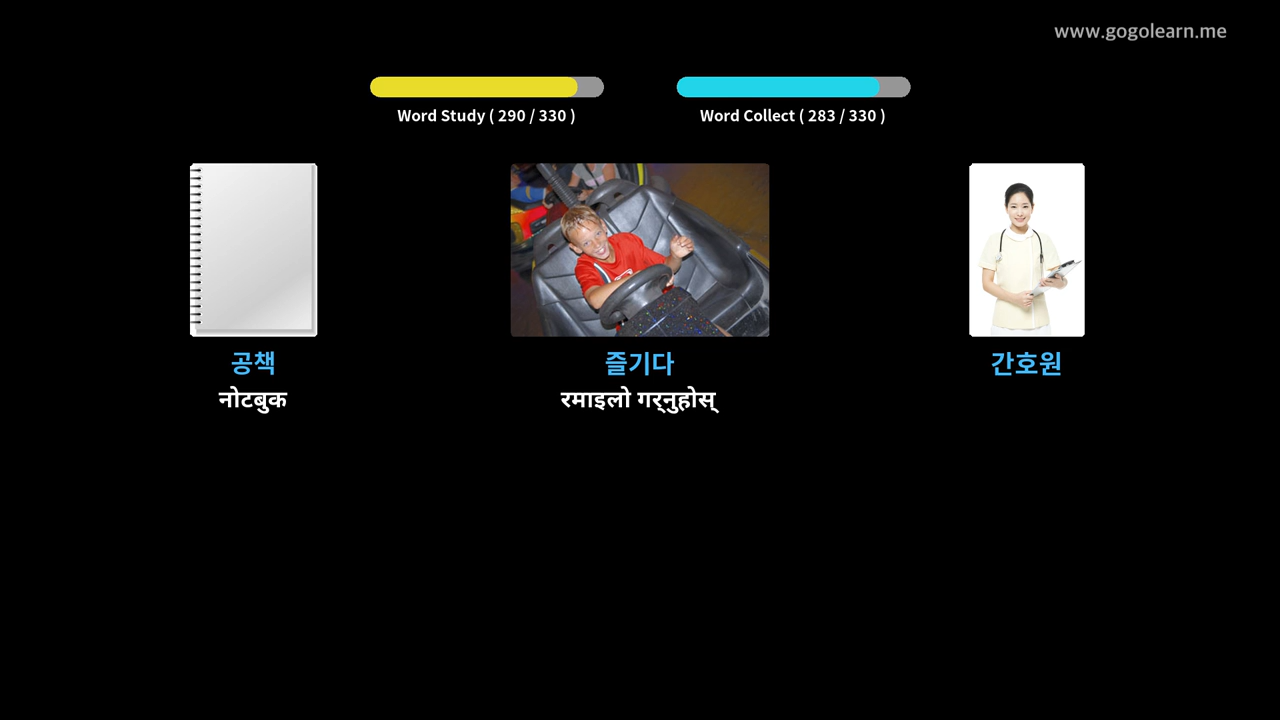 www.gogolearn.me
Word Study ( 290 / 330 )
Word Collect ( 283 / 330 )
공책
즐기다
간호원
नोटबुक
रमाइलो गर्नुहोस्